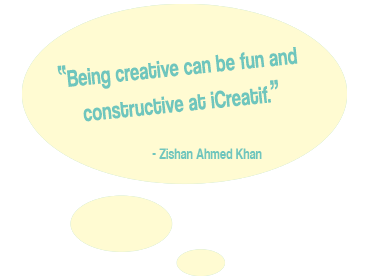 “Being creative can be fun and
constructive at iCreatif.”
- Zishan Ahmed Khan